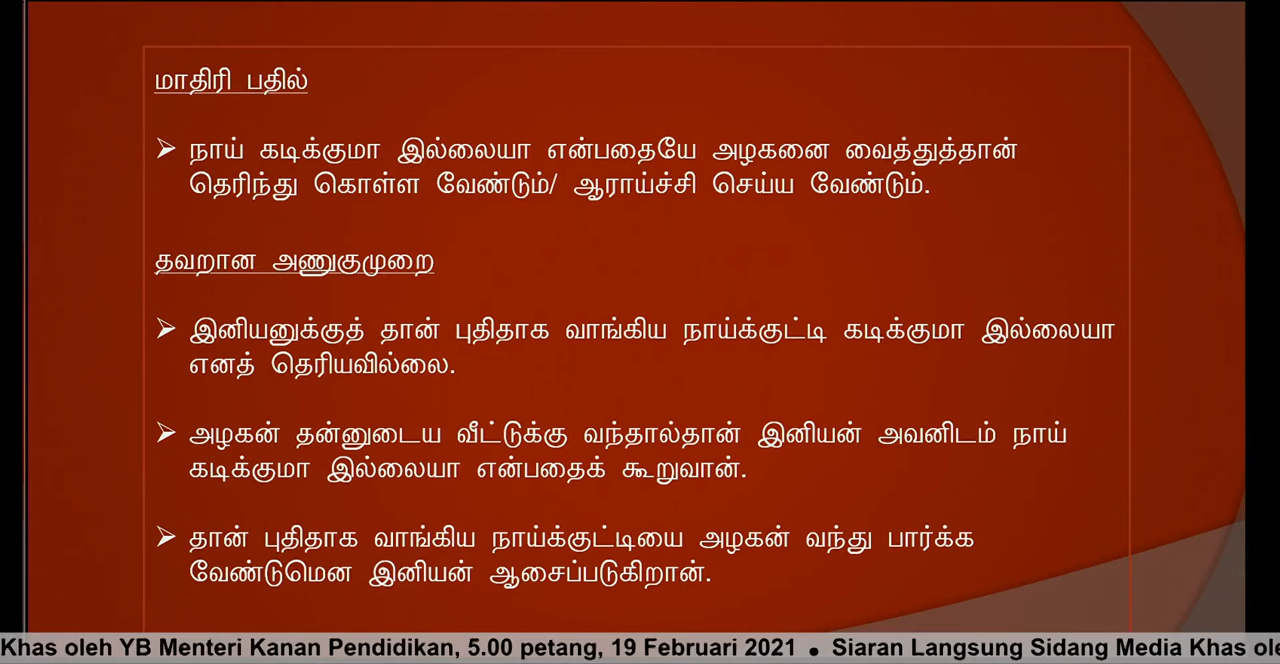 மாதிரி பதில்
➢ நாய் கடிக்குமா இல்லையா என்பதையே அழகனை வைத்துத்தான்
தெரிந்து கொள்ள வேண்டும்/ ஆராய்ச்சி செய்ய வேண்டும்.
தவறான அணுகுமுறை
➢ இனியனுக்குத் தான் புதிதாக வாங்கிய நாய்க்குட்டி கடிக்குமா இல்லையா
எனத் தெரியவில்லை.
➢ அழகன் தன்னுடைய வீட்டுக்கு வந்தால்தான் இனியன் அவனிடம் நாய்
கடிக்குமா இல்லையா என்பதைக் கூறுவான்.
➢ தான் புதிதாக வாங்கிய நாய்க்குட்டியை அழகன் வந்து பார்க்க
வேண்டுமென இனியன் ஆசைப்படுகிறான்.
Khas oleh YB Menteri Kanan Pendidikan, 5.00 petang, 19 Februari 2021 • Siaran Langsung Sidang Media Khas ole